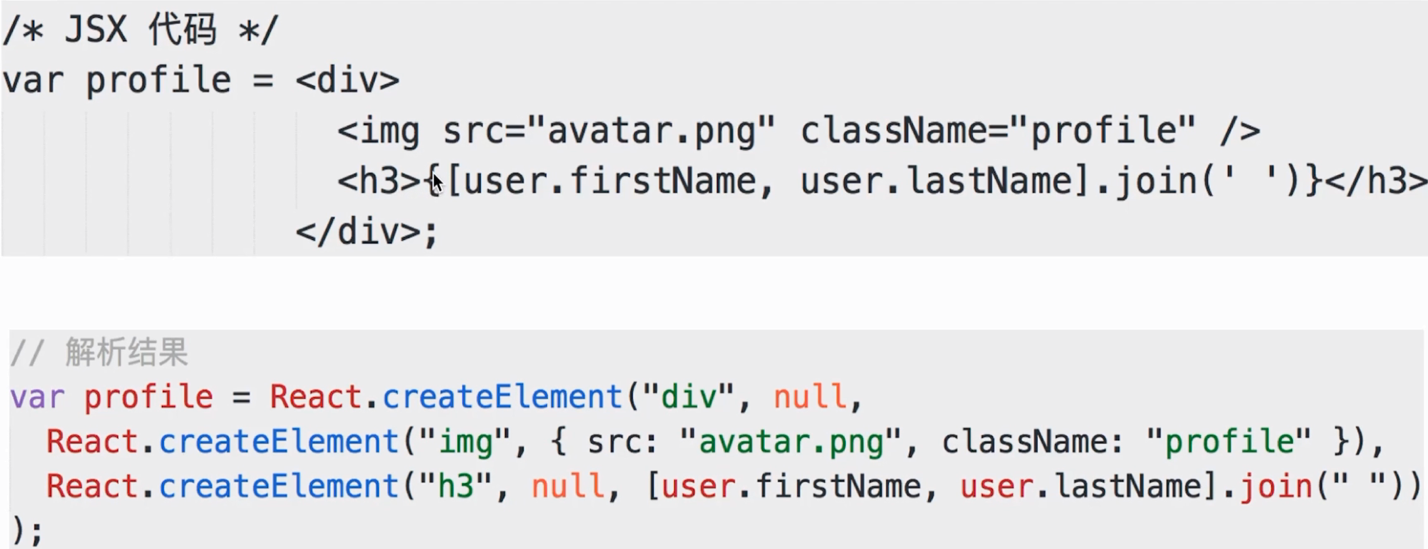 /* JSX 代码 */
var profile = <div>
<img src="avatar.png" className="profile" />
<h3>{[user.firstName, user.lastName].join(' ')}</h3>
</div>;
// 解析结果
var profile = React.createElement("div", null,
React.createElement("img", { src: "avatar.png", className: "profile" }),
React.createElement("h3", null, [user.firstName, user.lastName].join(" "))
);